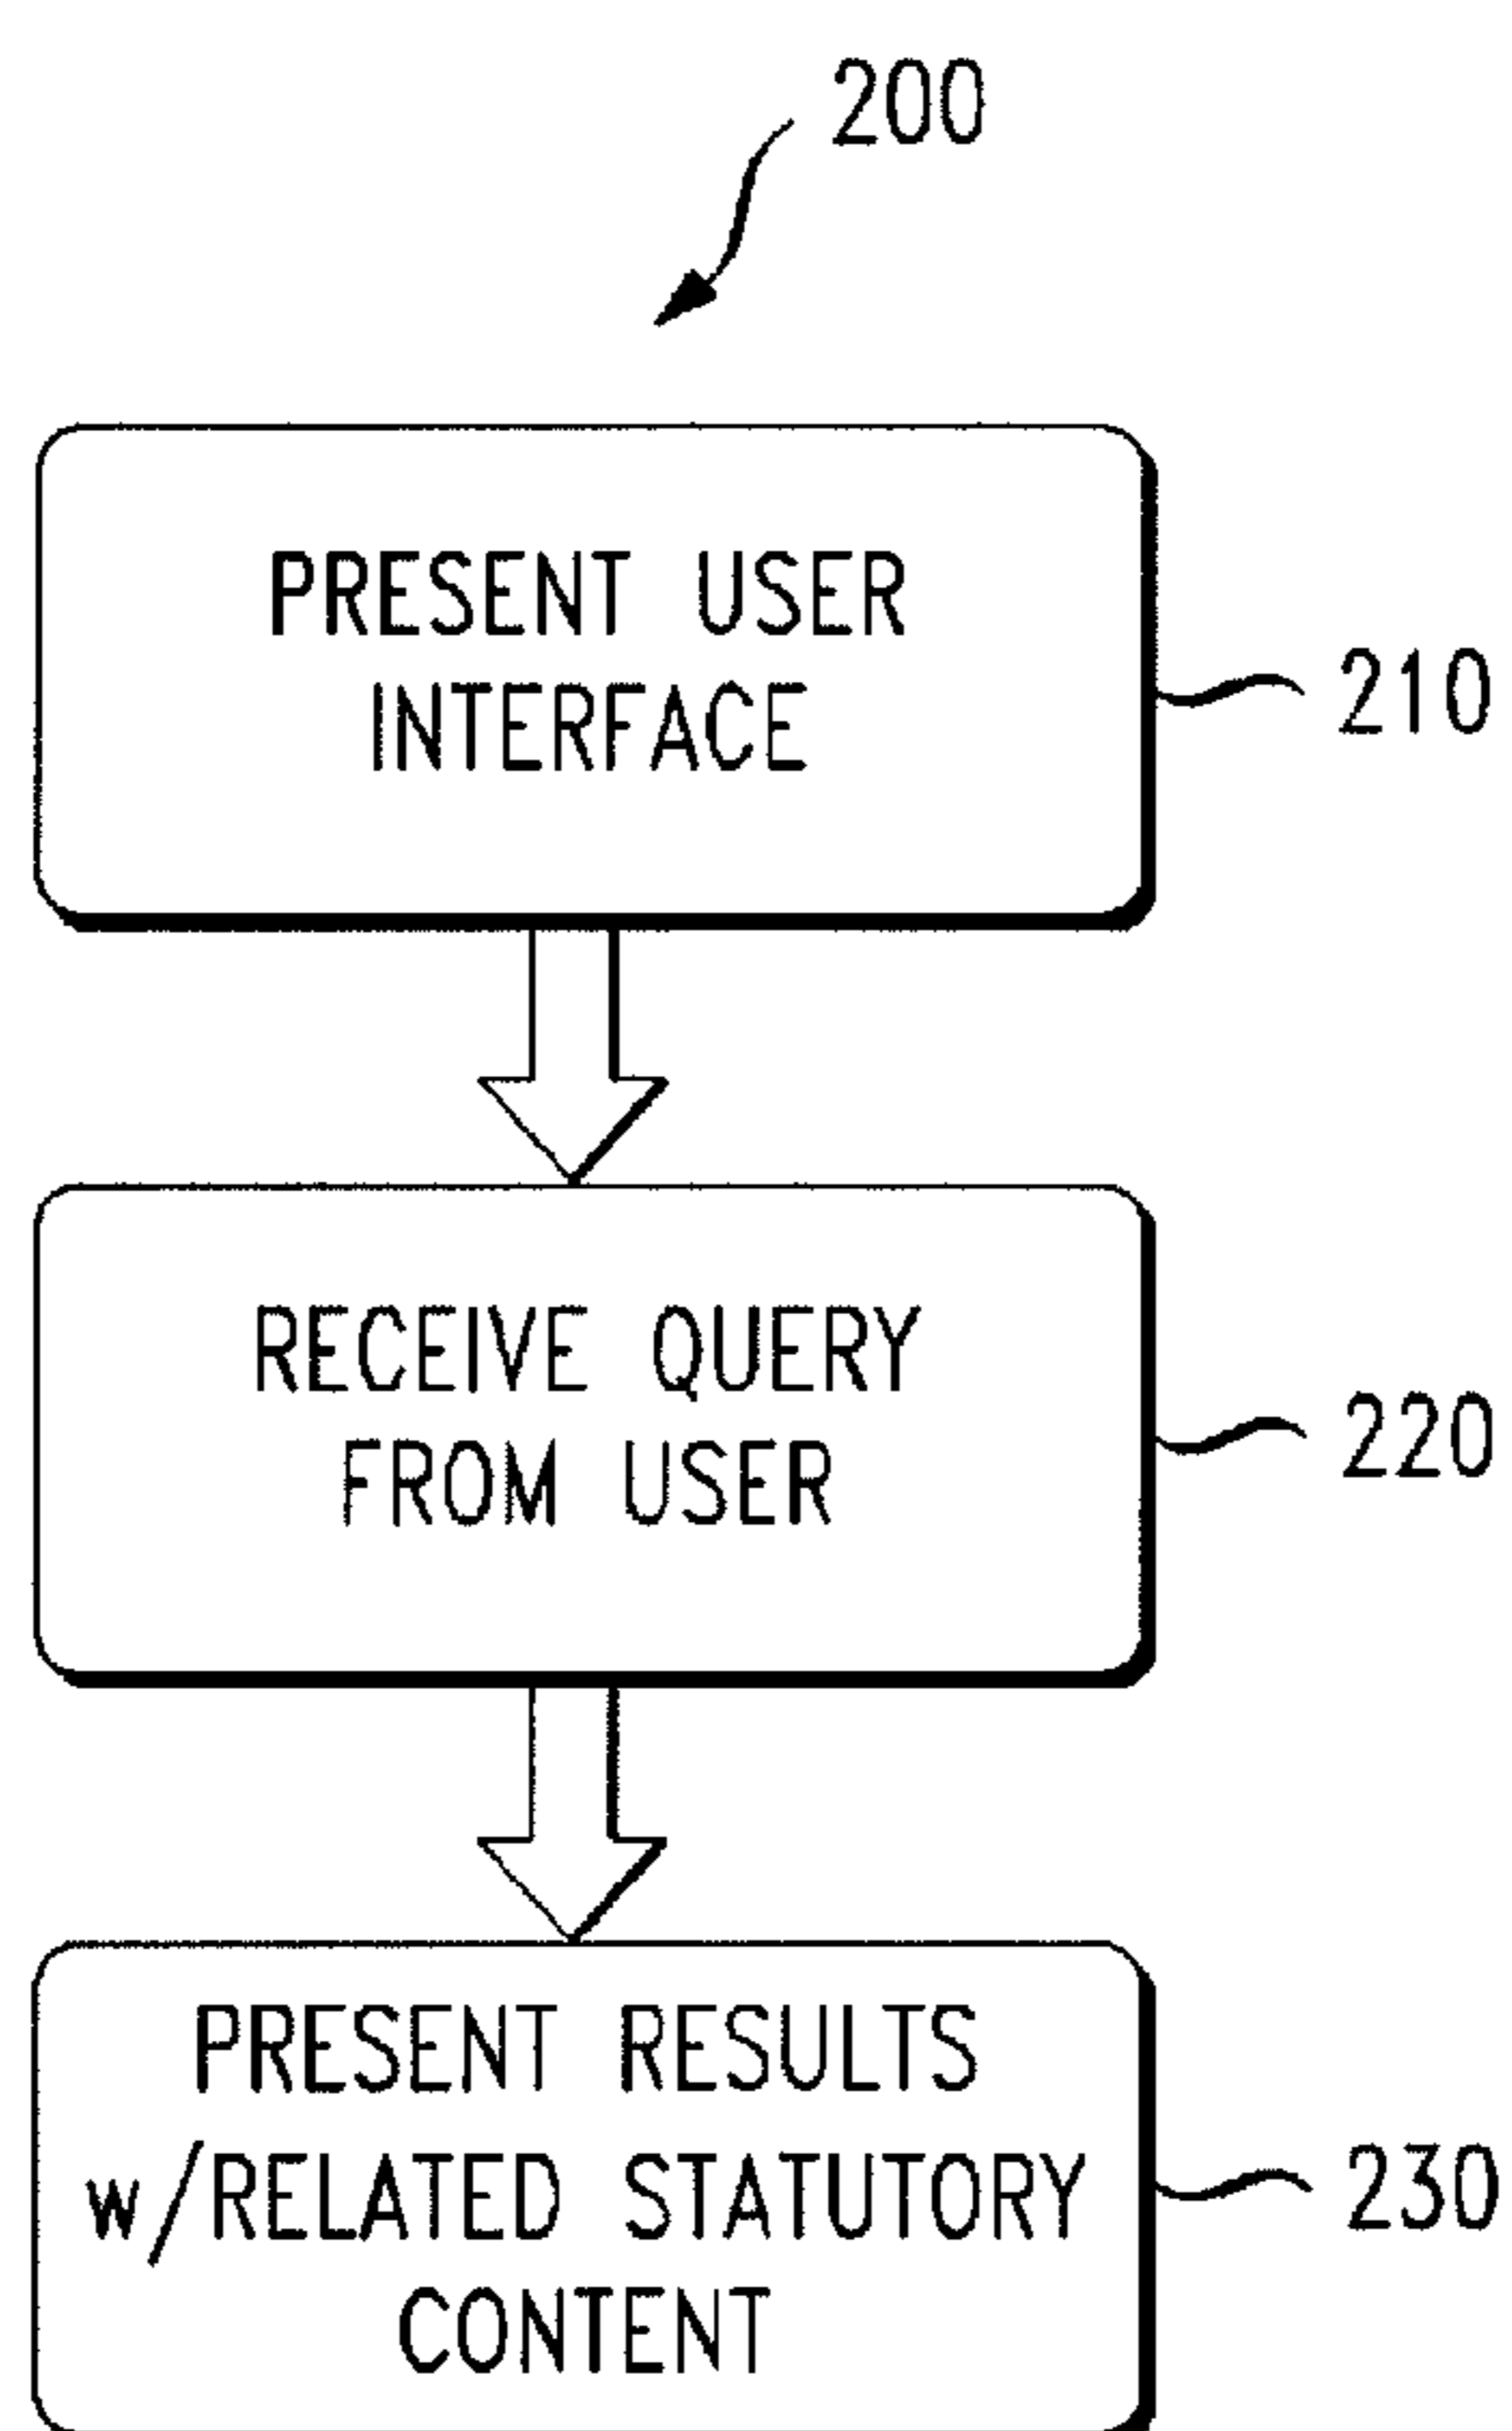 200
PRESENT USER
INTERFACE
210
RECEIVE QUERY
FROM USER
220
PRESENT RESULTS
w/RELATED STATUTORY
CONTENT
230